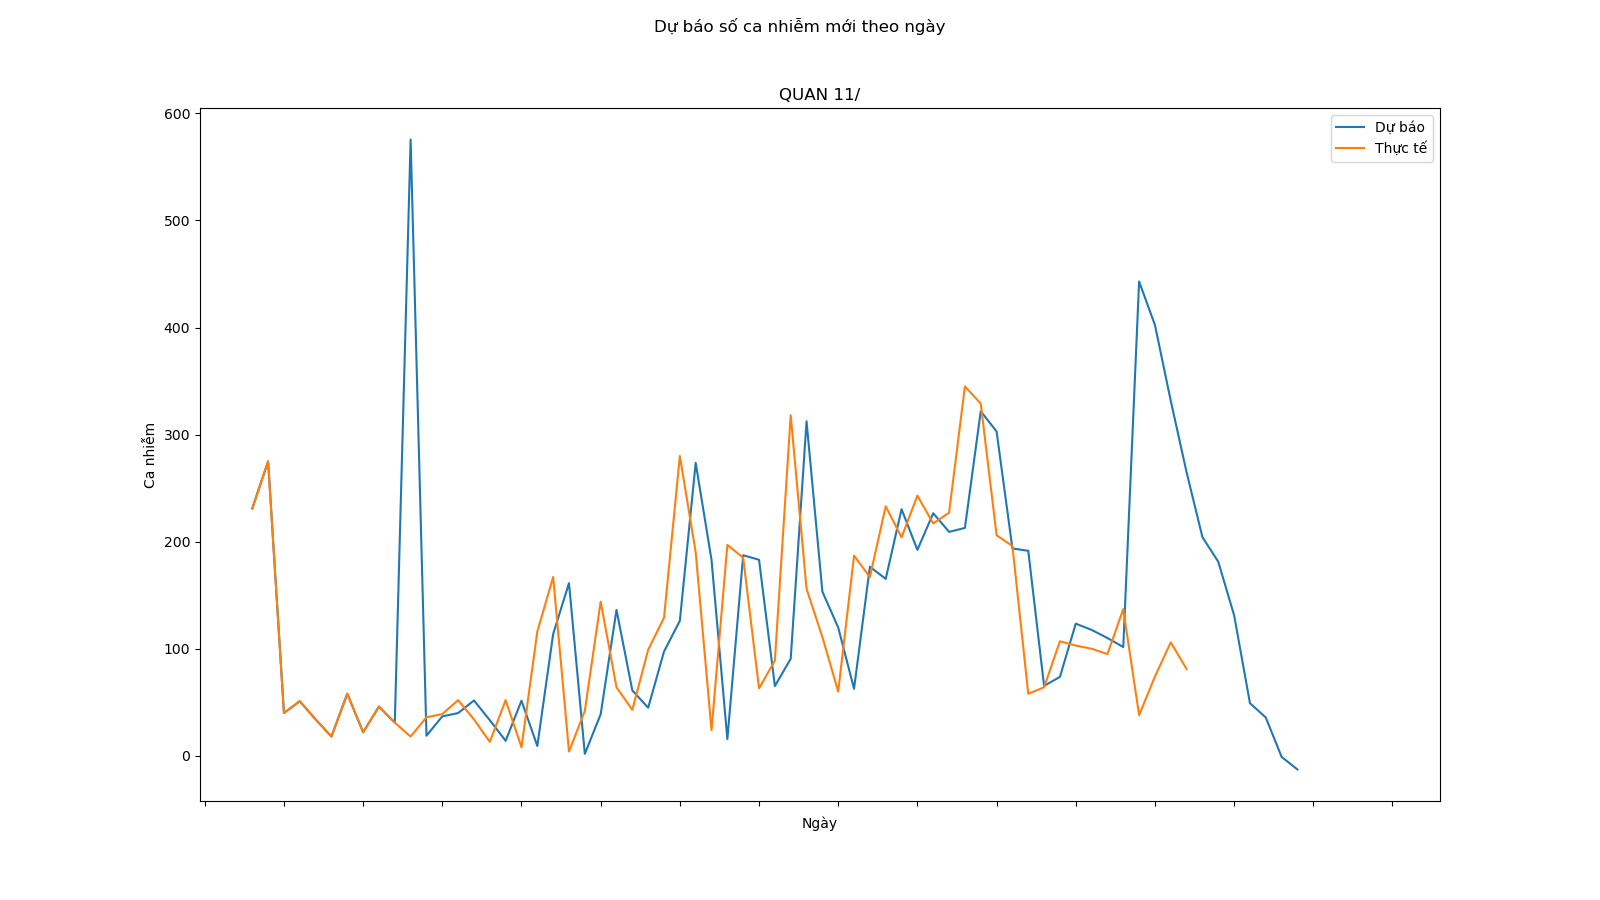 Dự báo số ca nhiễm mới theo ngày
QUAN 11/
600
500
400
300
200
100
0
Ca nhiễm
Ngày
Dự báo
Thực tế